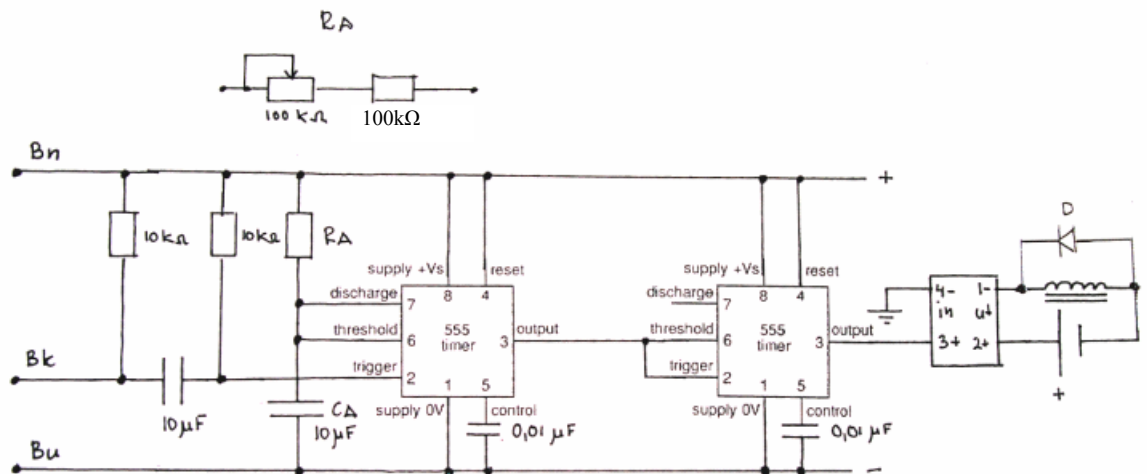 RA
100 kΩ 100kΩ
Bn
+
10kΩ 10kΩ RA
supply +Vs reset
discharge
8 4
7
threshold 555 output
6 timer 3
trigger
2
1 5
supply 0V control
supply +Vs reset
discharge
8 4
7
threshold 555 output
6 timer 3
trigger
2
1 5
supply 0V control
D
4- 1-
in ut
3+ 2+
+
Bk
10µF
CA
10µF
0,01 µF
0,01 µF
Bu
-